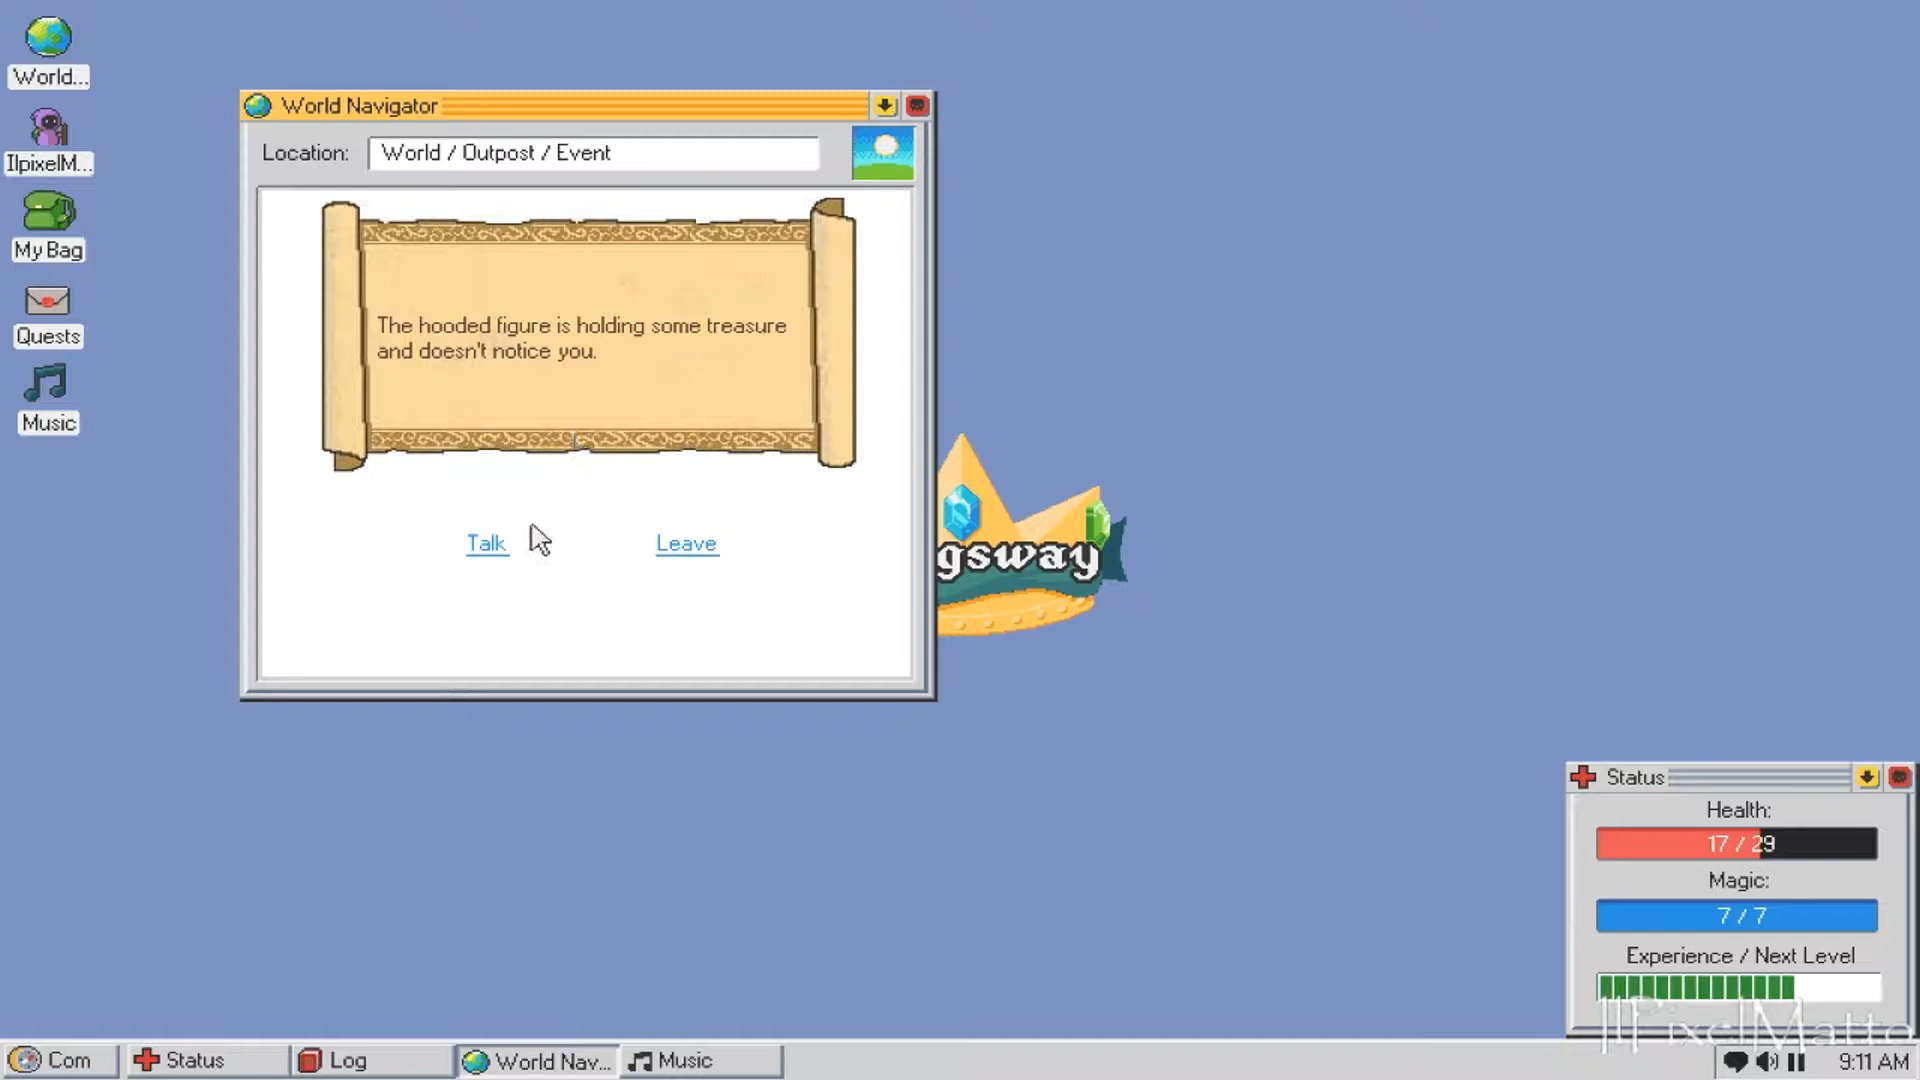 World...
IlpixelM...
My Bag
Quests
Music
World Navigator
Location: World / Outpost / Event
The hooded figure is holding some treasure
and doesn't notice you.
Talk Leave
gsway
Status
Health:
17 / 29
Magic:
7 / 7
Experience / Next Level
IlPixelMatto
Com Status Log World Nav... Music 9:11 AM